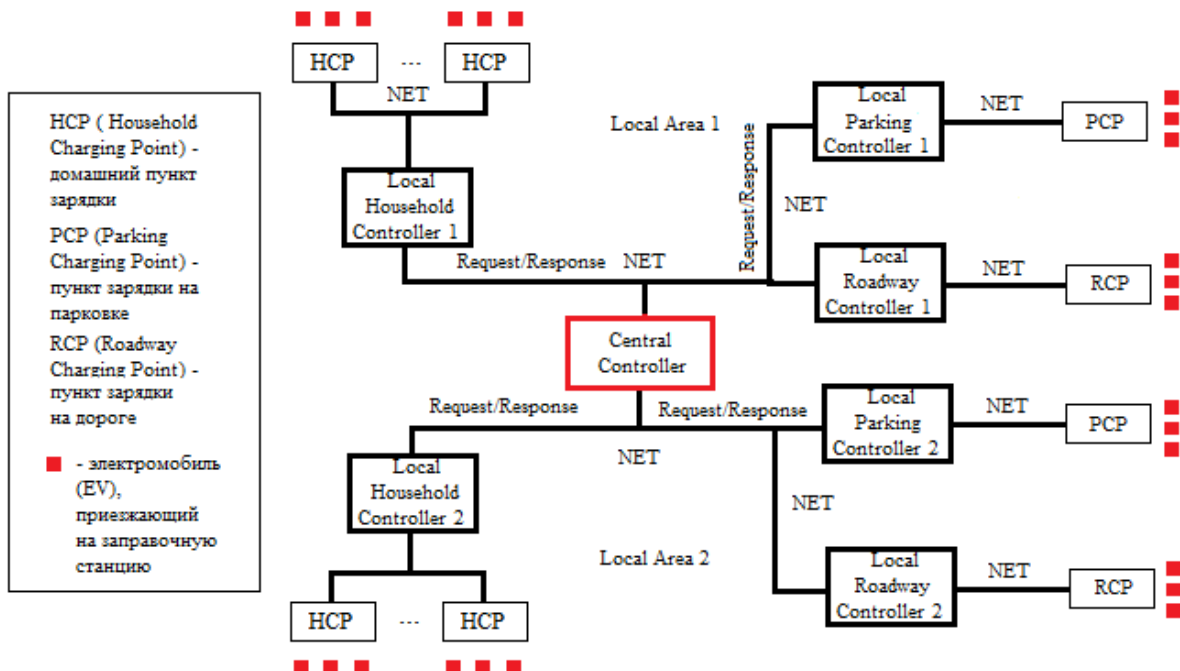 HCP
---
HCP
NET
HCP ( Household
Charging Point) -
домашний пункт
зарядки
PCP (Parking
Charging Point) -
пункт зарядки на
парковке
RCP (Roadway
Charging Point) -
пункт зарядки
на дороге
- электромобиль
(EV),
приезжающий
на заправочную
станцию
Local
Household
Controller 1
Local Area 1
Request/Response
NET
Local
Parking
Controller 1
NET
PCP
Request/Response
NET
Local
Roadway
Controller 1
NET
RCP
Central
Controller
Request/Response
Request/Response
NET
Local
Parking
Controller 2
NET
PCP
Local
Household
Controller 2
NET
Local Area 2
Local
Roadway
Controller 2
NET
RCP
HCP
---
HCP